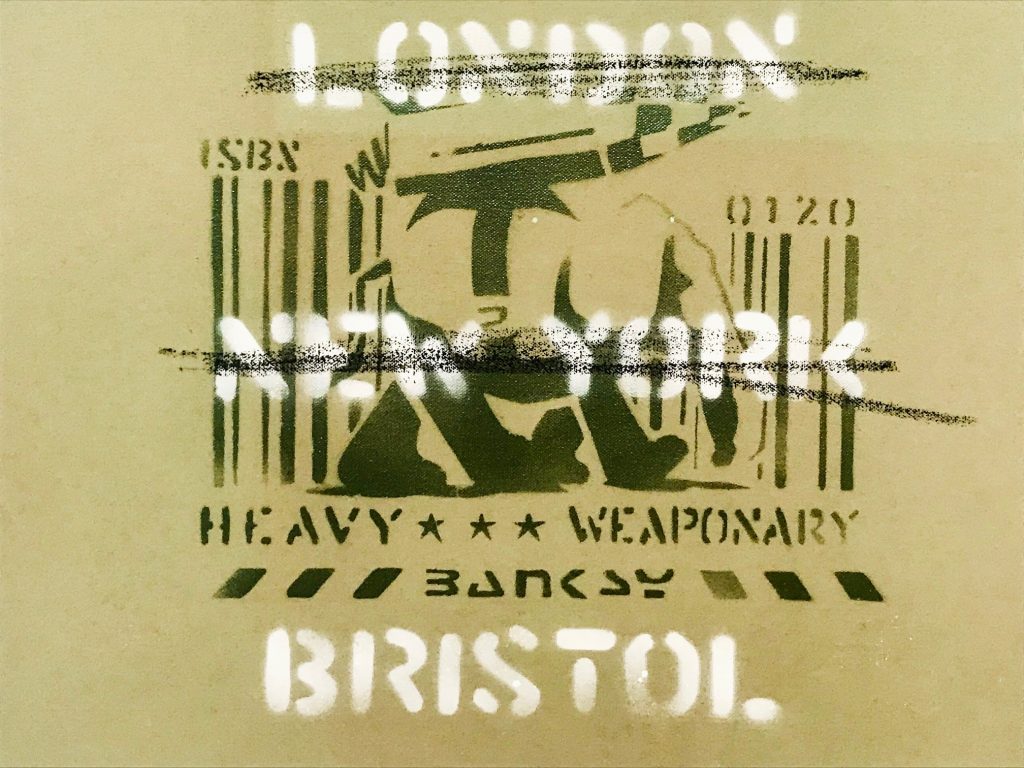 LONDON
ISBN
0120
NEW YORK
HEAVY ★ ★ ★ WEAPONARY
BANKSY
BRISTOL